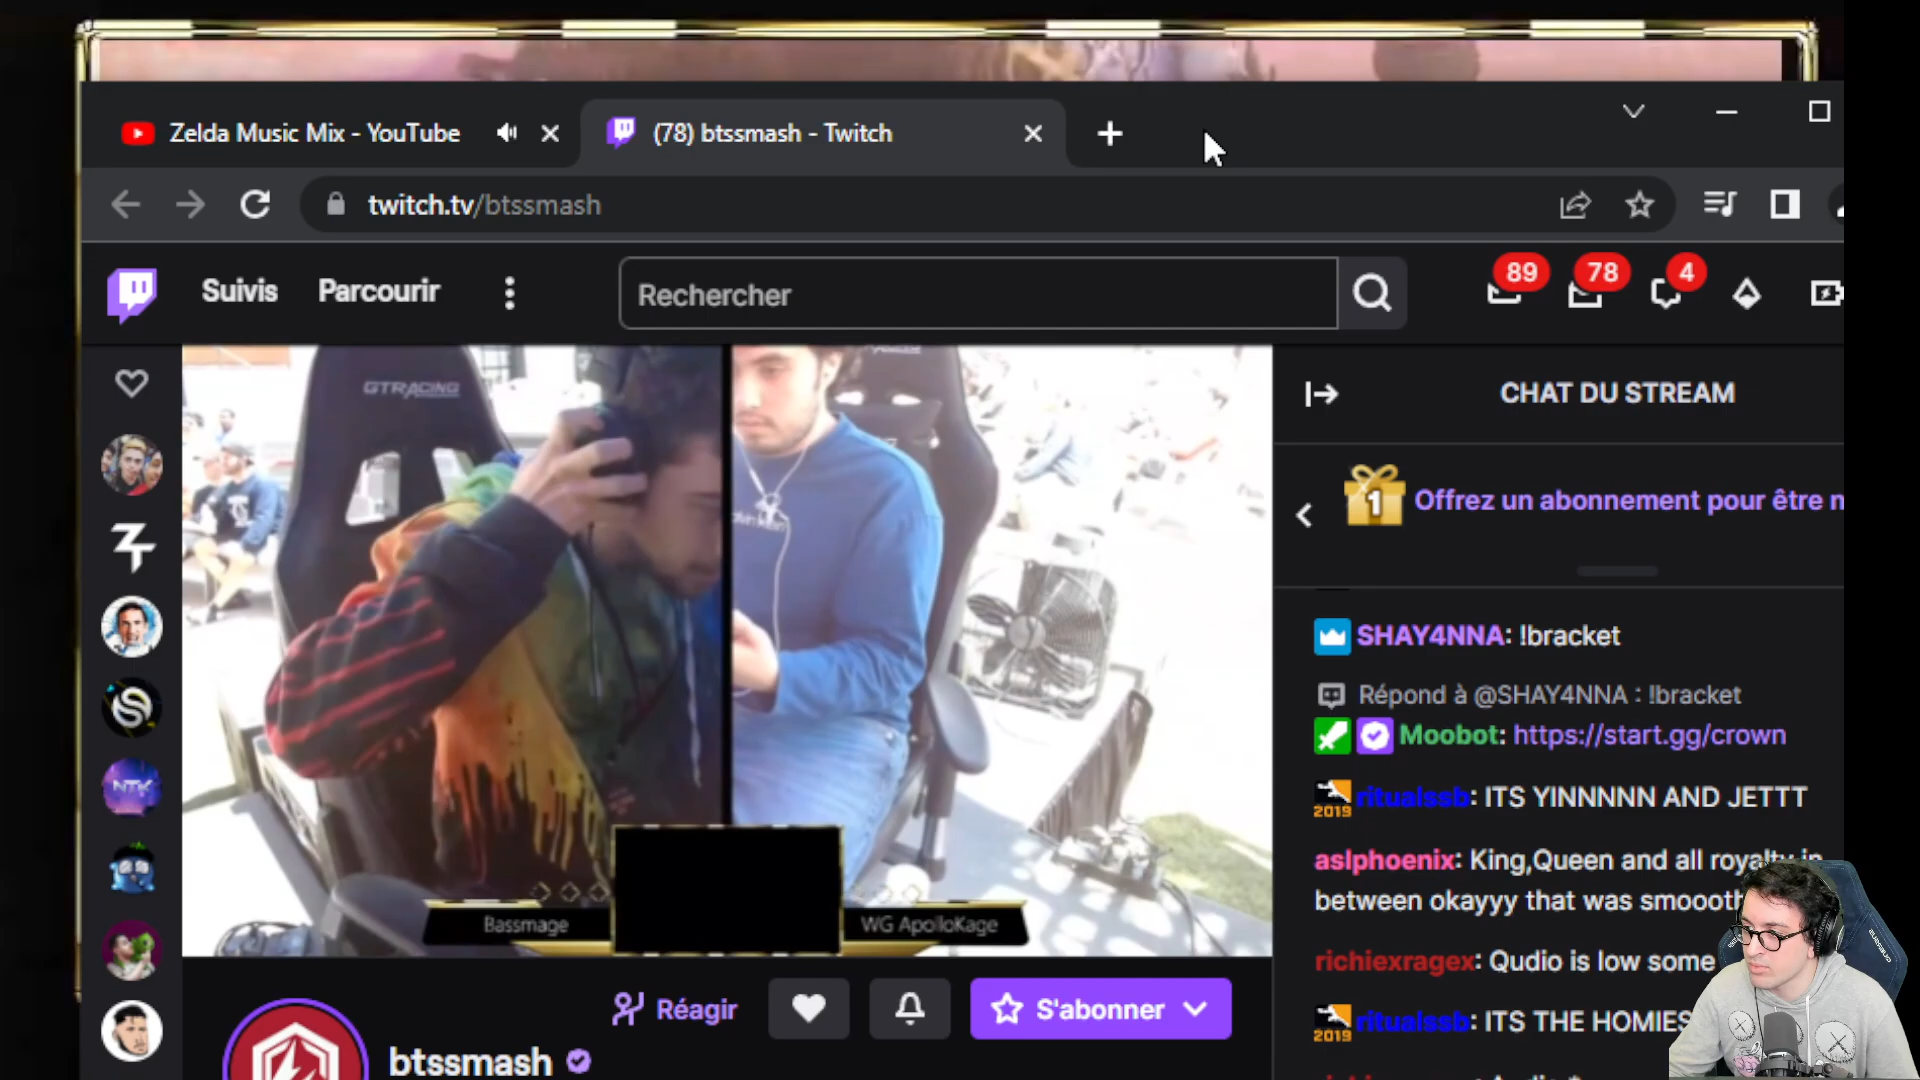 Zelda Music Mix - YouTube
(78) btssmash - Twitch
twitch.tv/btssmash
Suivis
Parcourir
Rechercher
89
78
4
GTRACING
CHAT DU STREAM
1
Offrez un abonnement pour être
SHAY4NNA: !bracket
Répond à @SHAY4NNA : !bracket
Moobot: https://start.gg/crown
2019 ritualssb: ITS YINNNNN AND JETTT
aslphoenix: King,Queen and all royalty in
between okayyy that was smoooth
richiexragex: Qudio is low some
2019 ritualssb: ITS THE HOMIES
NTK
Bassmage
WG ApolloKage
Réagir
S'abonner
btssmash